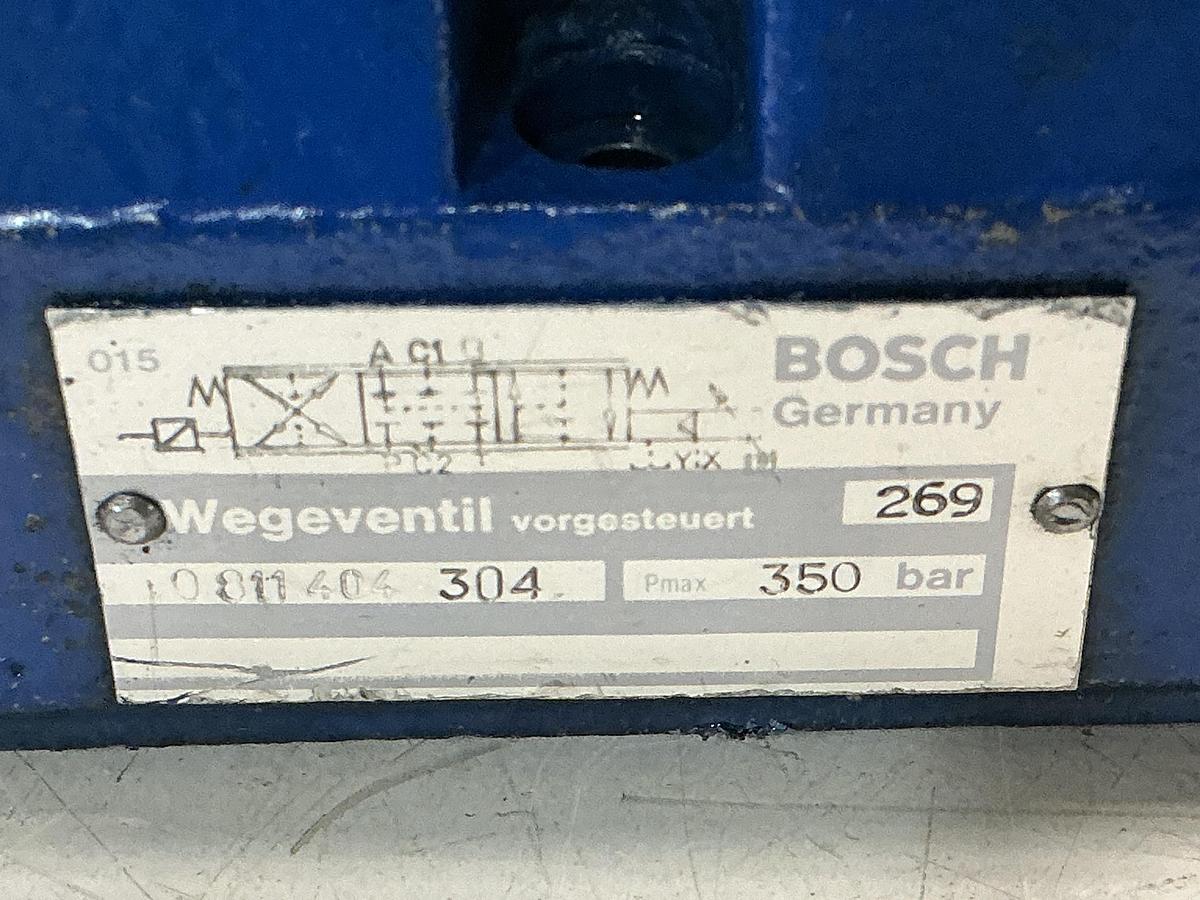 015
A C1
BOSCH
Germany
C2
Y X
Wegeventil vorgesteuert 269
0 811 404 304 Pmax 350 bar